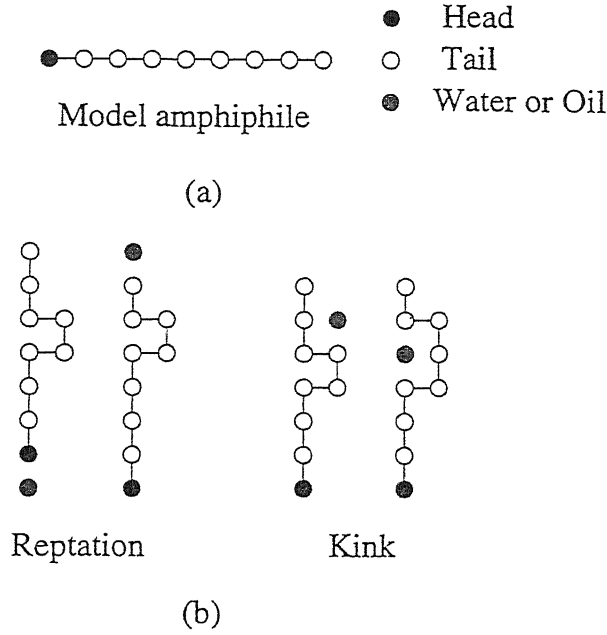 Head
Tail
Water or Oil
Model amphiphile
(a)
Reptation
Kink
(b)